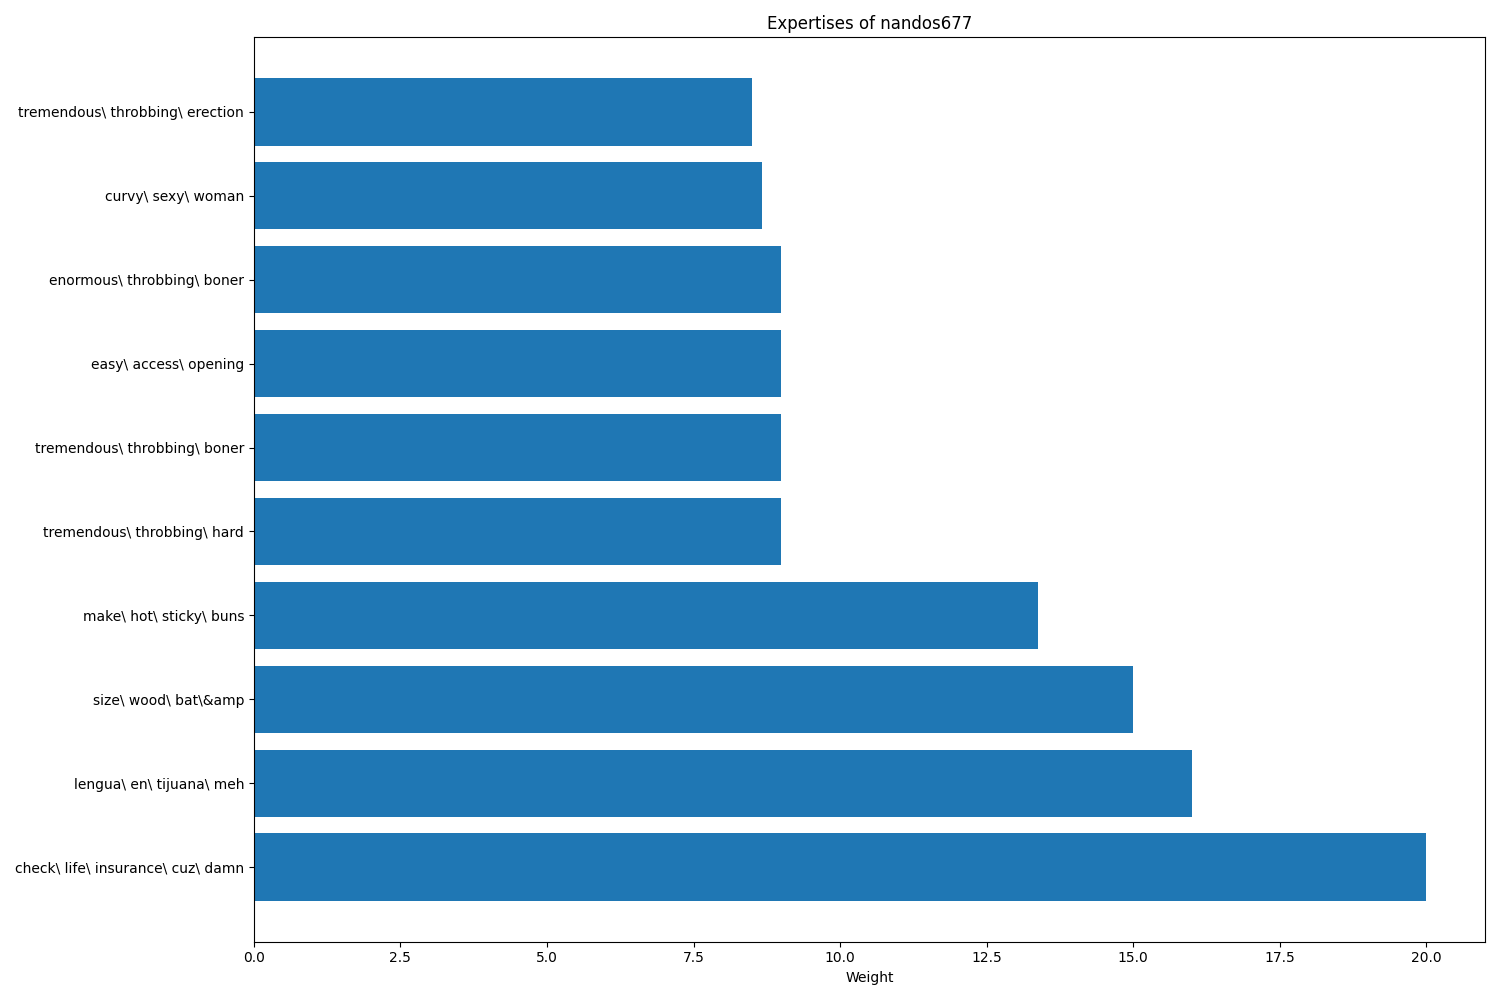 Expertises of nandos677
tremendous\ throbbing\ erection
curvy\ sexy\ woman
enormous\ throbbing\ boner
easy\ access\ opening
tremendous\ throbbing\ boner
tremendous\ throbbing\ hard
make\ hot\ sticky\ buns
size\ wood\ bat\&amp
lengua\ en\ tijuana\ meh
check\ life\ insurance\ cuz\ damn
0.0 2.5 5.0 7.5 10.0 12.5 15.0 17.5 20.0
Weight